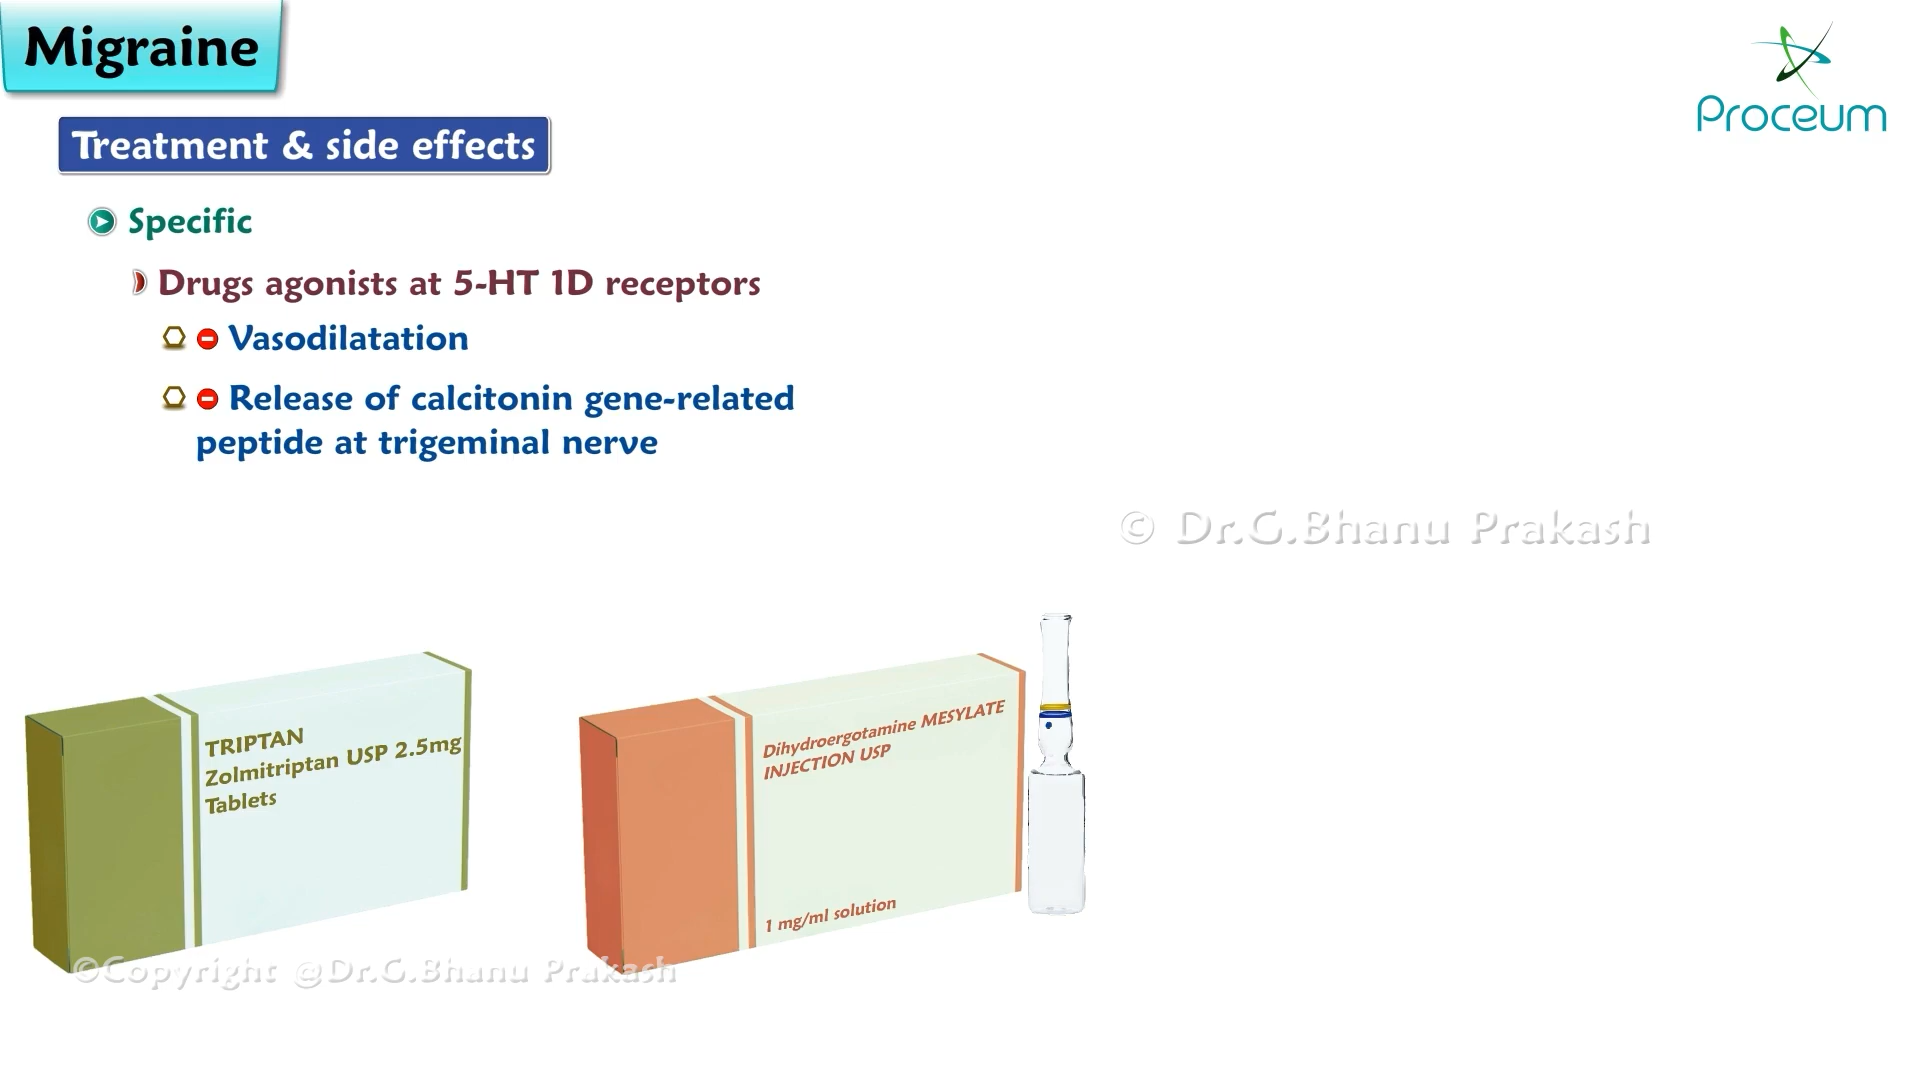 Migraine
Proceum
Treatment & side effects
Specific
Drugs agonists at 5-HT 1D receptors
Vasodilatation
Release of calcitonin gene-related
peptide at trigeminal nerve
© Dr.G.Bhanu Prakash
TRIPTAN
Zolmitriptan USP 2.5mg
Tablets
Dihydroergotamine MESYLATE
INJECTION USP
1 mg/ml solution
©Copyright @Dr.G.Bhanu Prakash